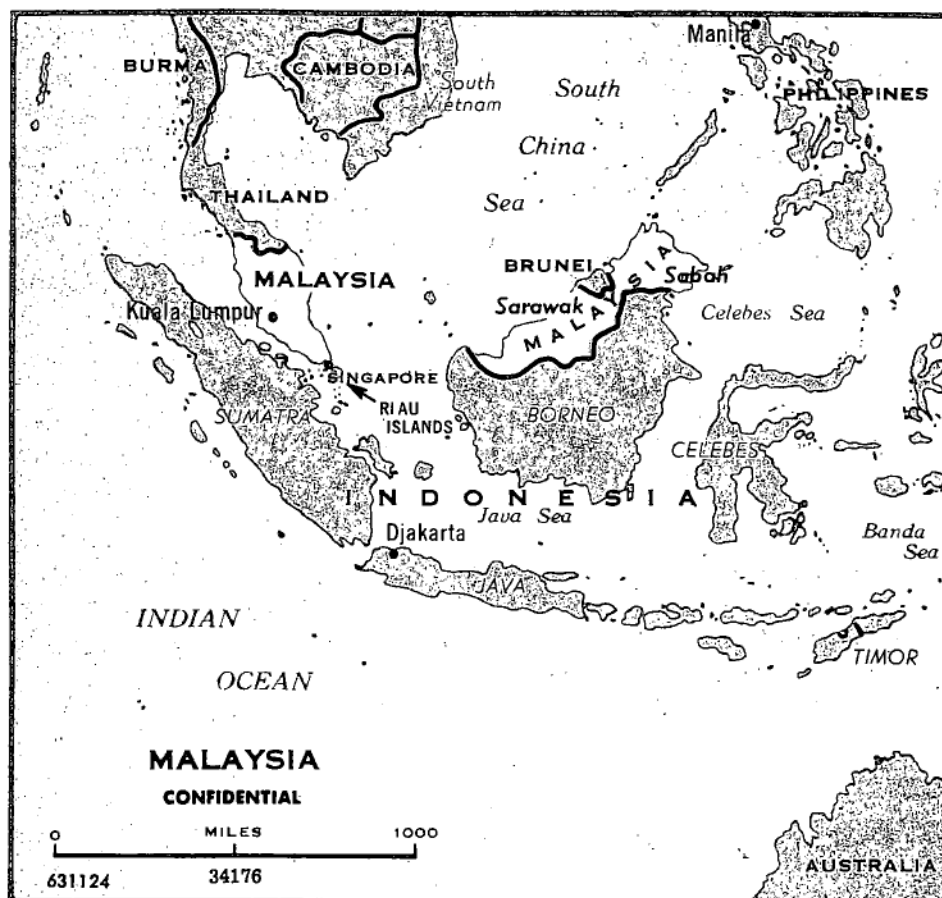 Manila
BURMA
CAMBODIA
South
Vietnam
South
PHILIPPINES
China
THAILAND
Sea
MALAYSIA
BRUNEI
Sabah
MALAYSIA
Sarawak
Kuala Lumpur
Celebes Sea
SINGAPORE
SUMATRA
RIAU
ISLANDS
BORNEO
CELEBES
INDONESIA
Java Sea
Djakarta
Banda
Sea
JAVA
INDIAN
TIMOR
OCEAN
MALAYSIA
CONFIDENTIAL
0 MILES 1000
AUSTRALIA
631124 34176